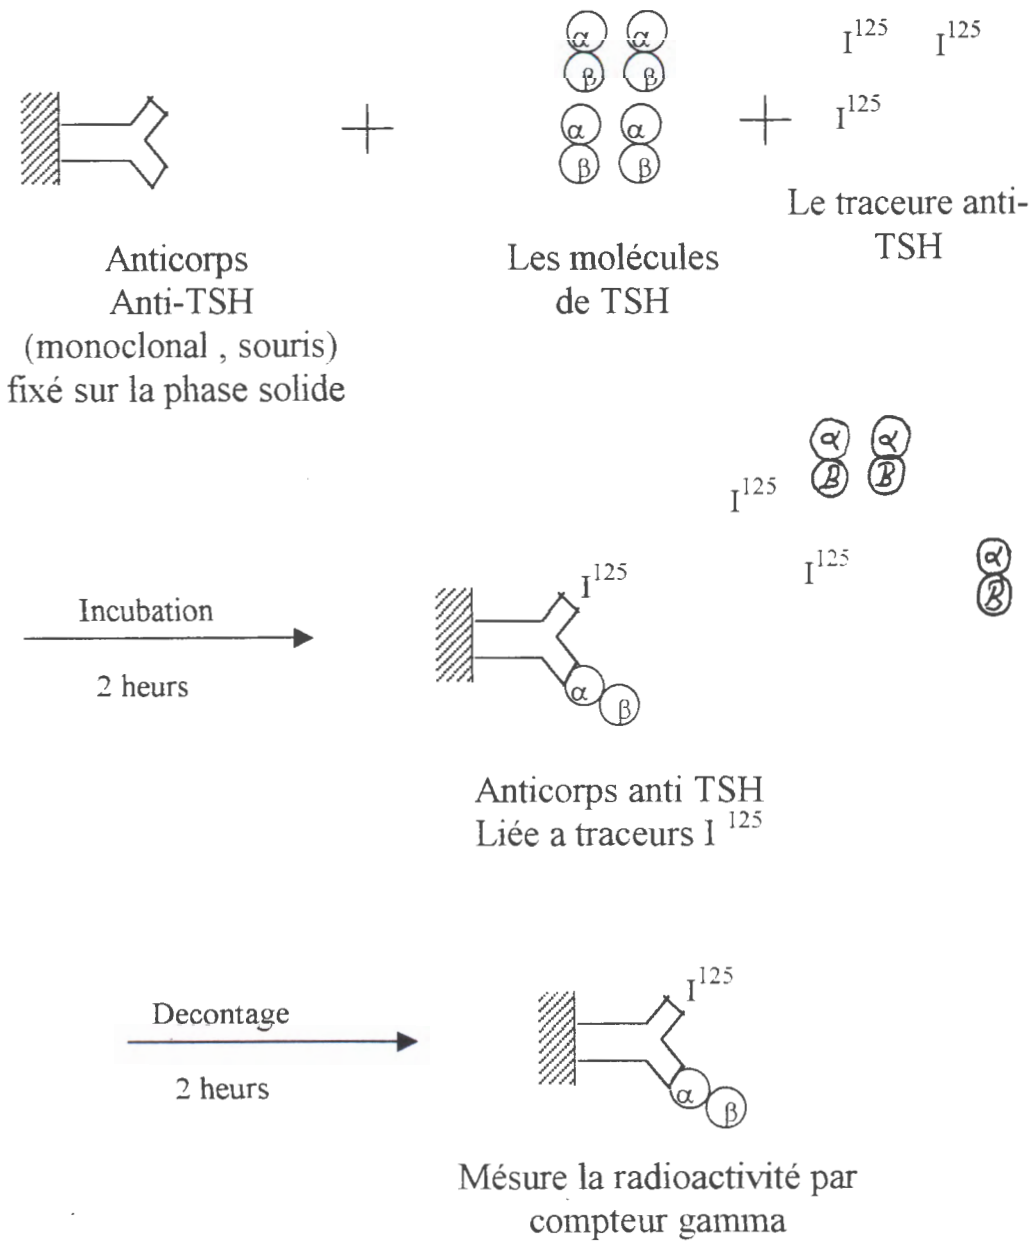 α α
β β
α α
β β
I125 I125
I125
Le traceure anti-
TSH
Anticorps
Anti-TSH
(monoclonal , souris)
fixé sur la phase solide
Les molécules
de TSH
α α
B B
I125
I125
α
B
Incubation
2 heurs
I125
α
β
Anticorps anti TSH
Liée a traceurs I 125
Decontage
2 heurs
I125
α
β
Mésure la radioactivité par
compteur gamma